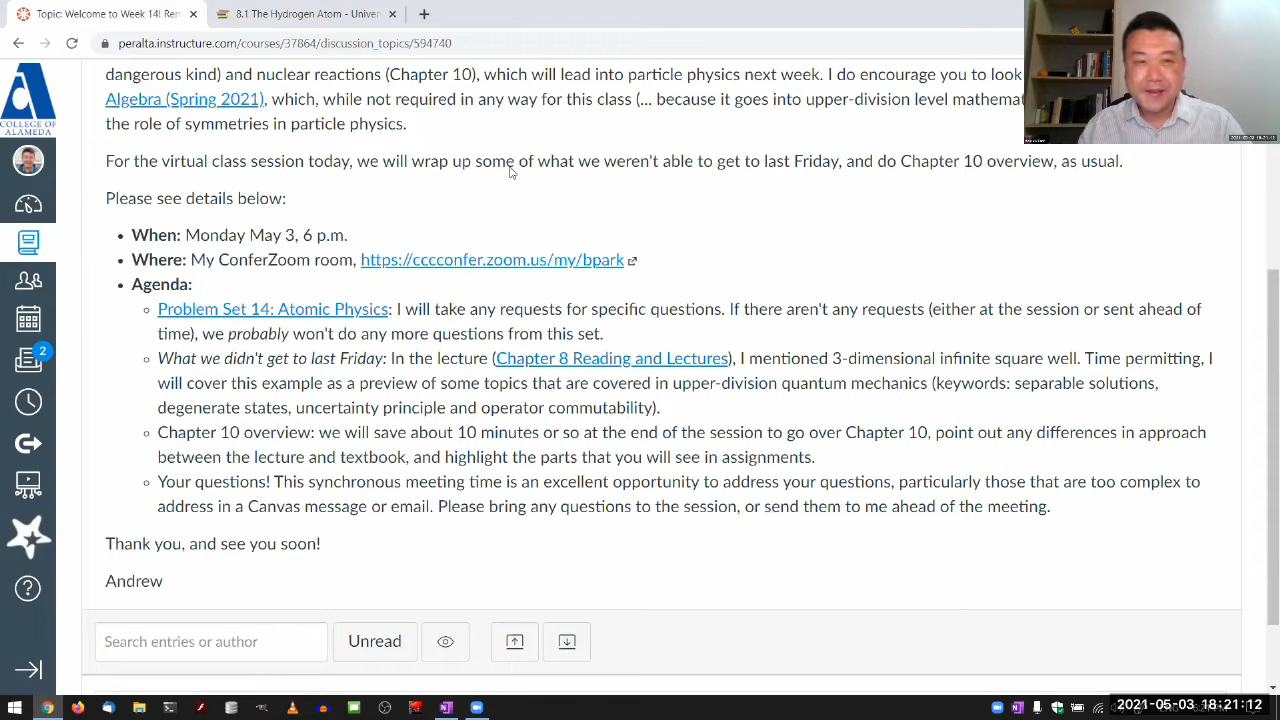 Topic: Welcome to Week 14! Rem
8.1 The Hydrogen Atom - Univer
peralta.instructure.com/courses/37864/discussion_topics/594740
dangerous kind) and nuclear reactions (Chapter 10), which will lead into particle physics next week. I do encourage you to look
Algebra (Spring 2021), which, while not required in any way for this class (... because it goes into upper-division level mathemat
the role of symmetries in particle physics.
COLLEGE OF
ALAMEDA
For the virtual class session today, we will wrap up some of what we weren't able to get to last Friday, and do Chapter 10 overview, as usual.
Please see details below:
• When: Monday May 3, 6 p.m.
• Where: My ConferZoom room, https://cccconfer.zoom.us/my/bpark
• Agenda:
Problem Set 14: Atomic Physics: I will take any requests for specific questions. If there aren't any requests (either at the session or sent ahead of
time), we probably won't do any more questions from this set.
What we didn't get to last Friday: In the lecture (Chapter 8 Reading and Lectures), I mentioned 3-dimensional infinite square well. Time permitting, I
will cover this example as a preview of some topics that are covered in upper-division quantum mechanics (keywords: separable solutions,
degenerate states, uncertainty principle and operator commutability).
Chapter 10 overview: we will save about 10 minutes or so at the end of the session to go over Chapter 10, point out any differences in approach
between the lecture and textbook, and highlight the parts that you will see in assignments.
Your questions! This synchronous meeting time is an excellent opportunity to address your questions, particularly those that are too complex to
address in a Canvas message or email. Please bring any questions to the session, or send them to me ahead of the meeting.
2
Thank you, and see you soon!
Andrew
Search entries or author
Unread
2021-05-03 18:21:12
2021-05-03 18:21:12